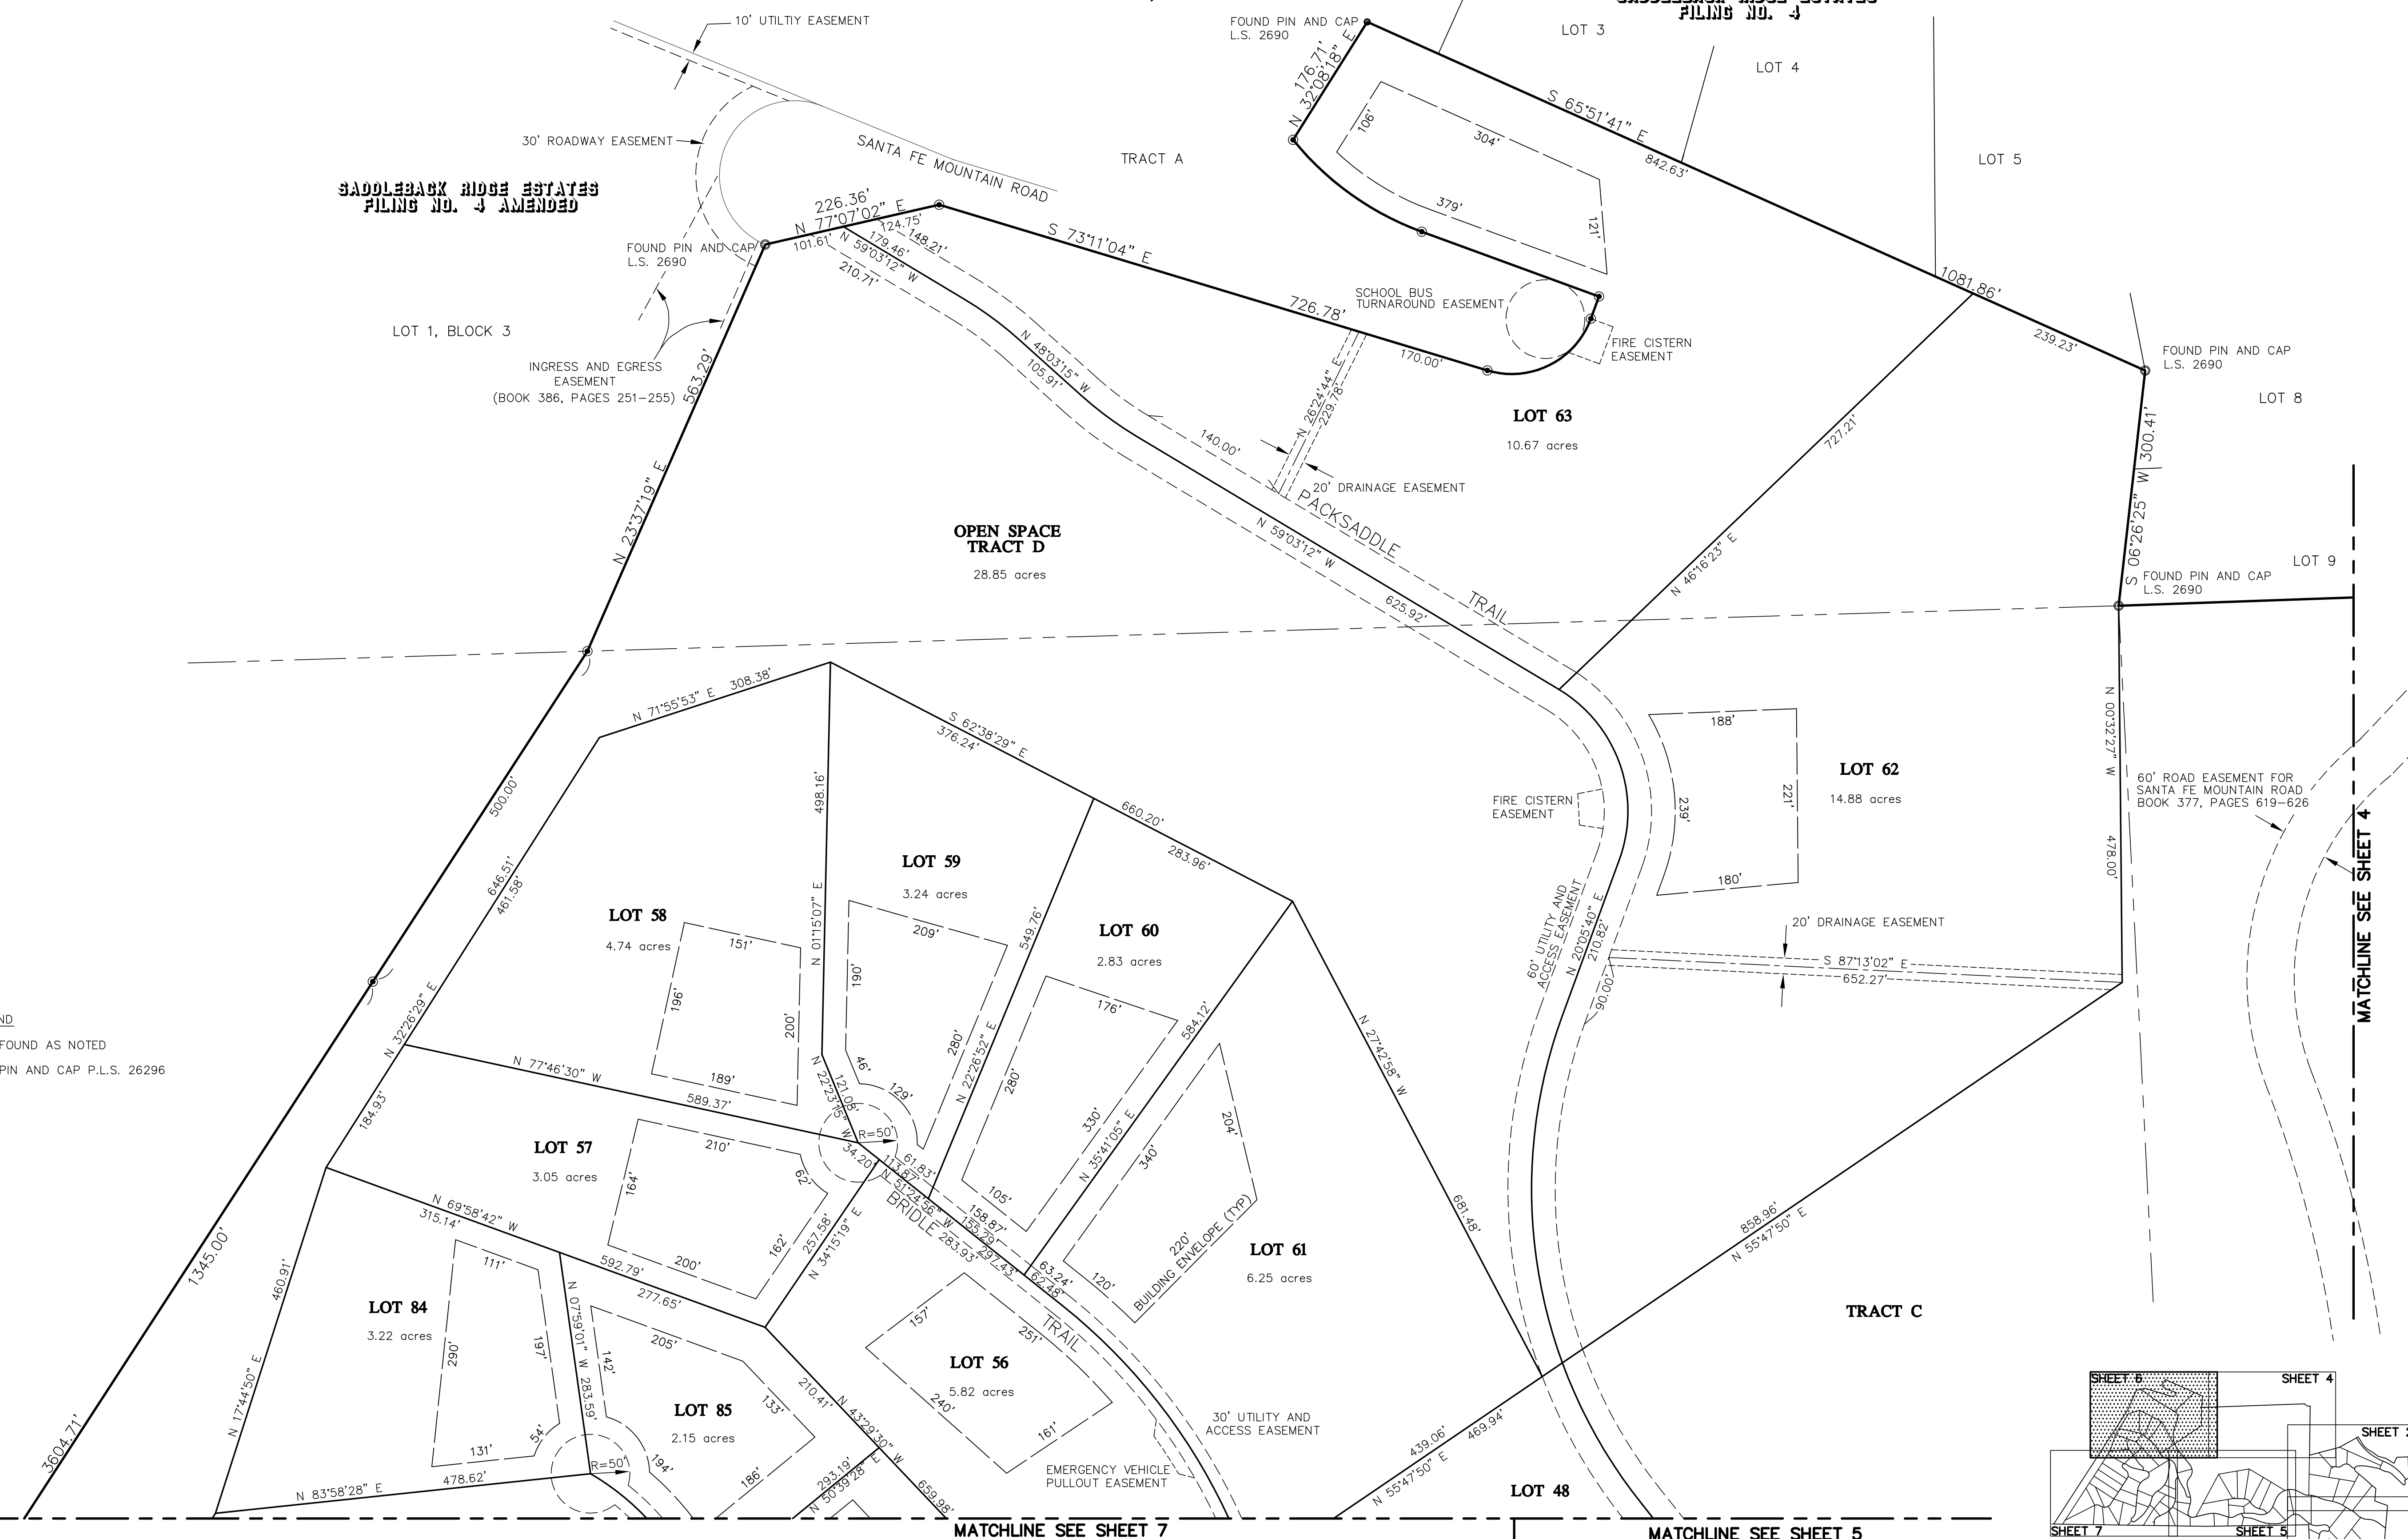 SADDLEBACK RIDGE ESTATES
FILING NO. 4
10' UTILTIY EASEMENT
FOUND PIN AND CAP
L.S. 2690
LOT 3
LOT 4
LOT 5
176.71'
N 32°08'18" E
S 65°51'41" E
842.63'
106'
304'
379'
121'
30' ROADWAY EASEMENT
SANTA FE MOUNTAIN ROAD
TRACT A
SADDLEBACK RIDGE ESTATES
FILING NO. 4 AMENDED
226.36'
N 77°07'02" E
101.61'
124.75'
148.21'
179.46'
N 59°03'12" W
210.71'
FOUND PIN AND CAP
L.S. 2690
S 73°11'04" E
726.78'
170.00'
SCHOOL BUS
TURNAROUND EASEMENT
FIRE CISTERN
EASEMENT
1081.86'
239.23'
FOUND PIN AND CAP
L.S. 2690
LOT 8
LOT 1, BLOCK 3
INGRESS AND EGRESS
EASEMENT
(BOOK 386, PAGES 251-255)
563.29'
N 23°37'19" E
N 48°03'15" W
105.91'
140.00'
N 26°24'44" E
229.78'
20' DRAINAGE EASEMENT
LOT 63
10.67 acres
727.21'
N 46°16'23" E
300.41'
S 06°26'25" W
LOT 9
FOUND PIN AND CAP
L.S. 2690
OPEN SPACE
TRACT D
28.85 acres
PACKSADDLE
TRAIL
N 59°03'12" W
625.92'
N 71°55'53" E 308.38'
S 62°38'29" E
376.24'
660.20'
283.96'
498.16'
N 01°15'07" E
500.00'
646.51'
461.58'
N 32°26'29" E
184.93'
LOT 59
3.24 acres
209'
190'
46'
129'
280'
549.76'
N 22°26'52" E
LOT 58
4.74 acres
151'
196'
200'
189'
LOT 60
2.83 acres
176'
280'
330'
105'
584.12'
N 35°41'05" E
188'
239'
221'
180'
LOT 62
14.88 acres
N 00°32'27" W
478.00'
60' ROAD EASEMENT FOR
SANTA FE MOUNTAIN ROAD
BOOK 377, PAGES 619-626
MATCHLINE SEE SHEET 4
FIRE CISTERN
EASEMENT
60' UTILITY AND
ACCESS EASEMENT
N 20°05'40" E
210.82'
90.00'
20' DRAINAGE EASEMENT
S 87°13'02" E
652.27'
N 27°42'58" W
681.48'
ND
FOUND AS NOTED
PIN AND CAP P.L.S. 26296
N 77°46'30" W
589.37'
121.08'
N 22°23'15" W
R=50'
34.20'
61.83'
113.87'
N 51°24'56" W
BRIDLE
TRAIL
283.93'
158.87'
155.29'
297.43'
63.24'
62.48'
LOT 57
3.05 acres
210'
164'
62'
162'
200'
257.58'
N 34°15'19" E
N 69°58'42" W
315.14'
592.79'
277.65'
340'
204'
120'
220'
BUILDING ENVELOPE (TYP)
LOT 61
6.25 acres
858.96'
N 55°47'50" E
TRACT C
1345.00'
3604.71'
460.91'
N 17°44'50" E
LOT 84
3.22 acres
111'
290'
197'
54'
131'
N 07°59'01" W 283.59'
142'
205'
133'
194'
186'
LOT 85
2.15 acres
R=50'
N 83°58'28" E
478.62'
210.41'
N 43°29'30" W
659.98'
293.19'
N 50°39'28" E
157'
251'
240'
161'
LOT 56
5.82 acres
30' UTILITY AND
ACCESS EASEMENT
EMERGENCY VEHICLE
PULLOUT EASEMENT
439.06'
N 55°47'50" E 469.94'
LOT 48
MATCHLINE SEE SHEET 7
MATCHLINE SEE SHEET 5
SHEET 6
SHEET 4
SHEET 2
SHEET 7
SHEET 5